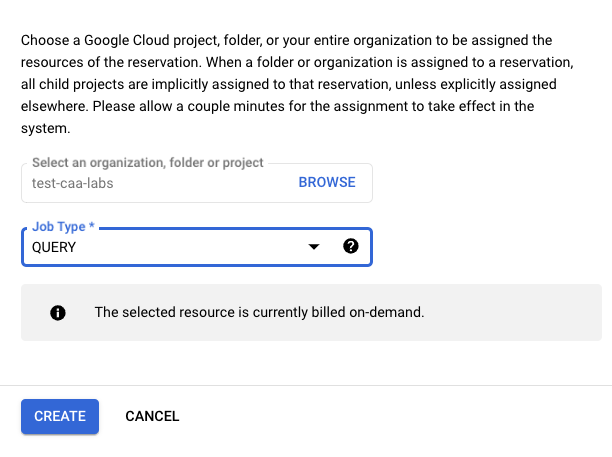 Choose a Google Cloud project, folder, or your entire organization to be assigned the
resources of the reservation. When a folder or organization is assigned to a reservation,
all child projects are implicitly assigned to that reservation, unless explicitly assigned
elsewhere. Please allow a couple minutes for the assignment to take effect in the
system.
Select an organization, folder or project
test-caa-labs BROWSE
Job Type *
QUERY
The selected resource is currently billed on-demand.
CREATE CANCEL